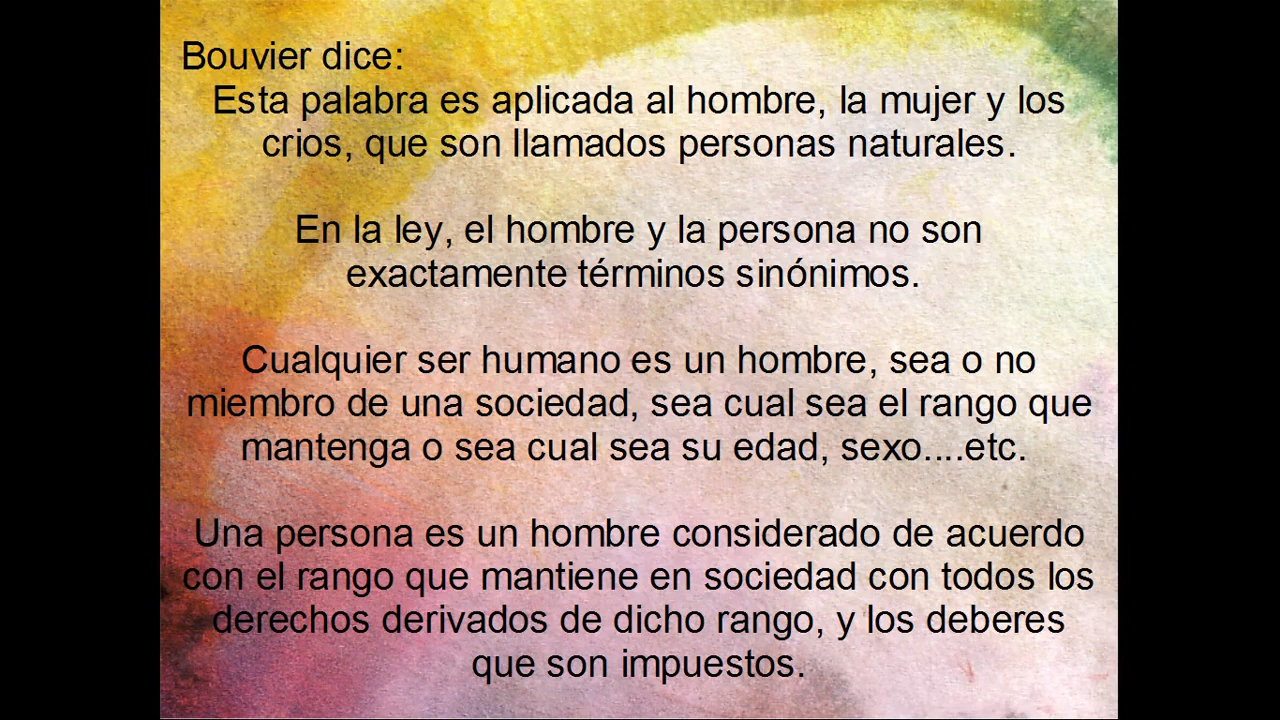 Bouvier dice:
Esta palabra es aplicada al hombre, la mujer y los
crios, que son llamados personas naturales.
En la ley, el hombre y la persona no son
exactamente términos sinónimos.
Cualquier ser humano es un hombre, sea o no
miembro de una sociedad, sea cual sea el rango que
mantenga o sea cual sea su edad, sexo....etc.
Una persona es un hombre considerado de acuerdo
con el rango que mantiene en sociedad con todos los
derechos derivados de dicho rango, y los deberes
que son impuestos.